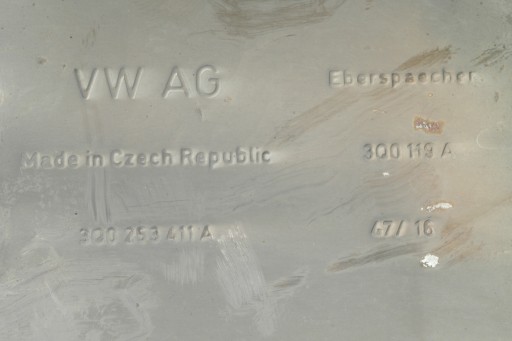 VW AG
Eberspaecher
Made in Czech Republic
3Q0 119 A
3Q0 253 411 A
47/ 16